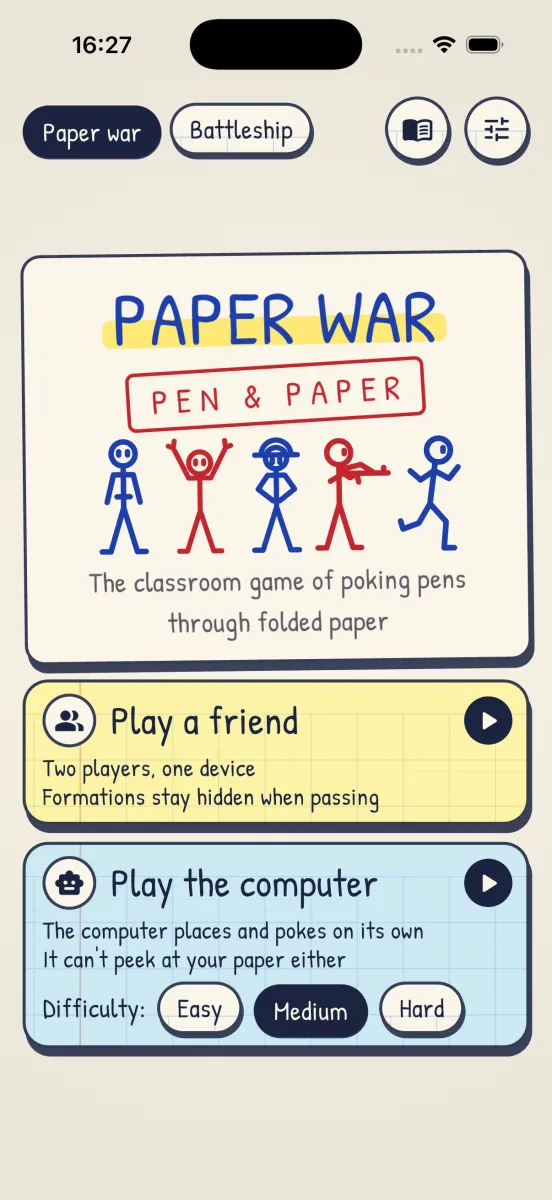 16:27
Paper war
Battleship
PAPER WAR
PEN & PAPER
The classroom game of poking pens
through folded paper
Play a friend
Two players, one device
Formations stay hidden when passing
Play the computer
The computer places and pokes on its own
It can't peek at your paper either
Difficulty: Easy Medium Hard